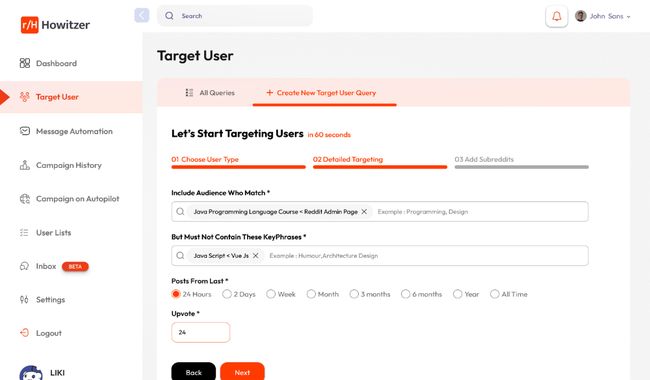 r/H Howitzer
Search
John Sans
Dashboard
Target User
Message Automation
Campaign History
Campaign on Autopilot
User Lists
Inbox BETA
Settings
Logout
LIKI
Target User
All Queries
+ Create New Target User Query
Let's Start Targeting Users in 60 seconds
01 Choose User Type
02 Detailed Targeting
03 Add Subreddits
Include Audience Who Match *
Java Programming Language Course < Reddit Admin Page Example : Programming, Design
But Must Not Contain These KeyPhrases *
Java Script < Vue Js Example : Humour,Architecture Design
Posts From Last *
24 Hours 2 Days Week Month 3 months 6 months Year All Time
Upvote *
24
Back Next